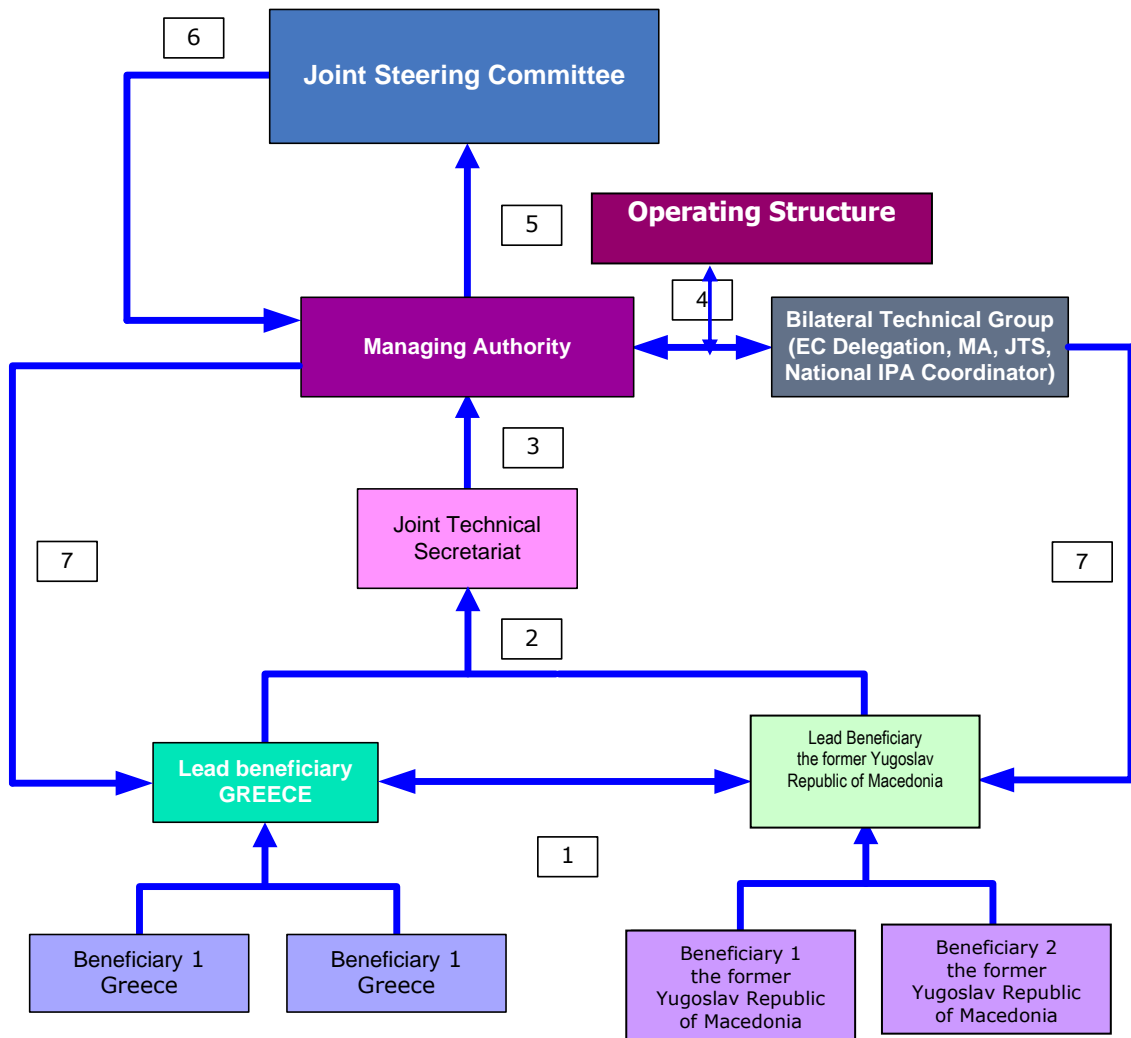 6
Joint Steering Committee
5
Operating Structure
4
Managing Authority
Bilateral Technical Group
(EC Delegation, MA, JTS,
National IPA Coordinator)
3
Joint Technical
Secretariat
7
7
2
Lead beneficiary
GREECE
Lead Beneficiary
the former Yugoslav
Republic of Macedonia
1
Beneficiary 1
Greece
Beneficiary 1
Greece
Beneficiary 1
the former
Yugoslav Republic
of Macedonia
Beneficiary 2
the former
Yugoslav Republic
of Macedonia